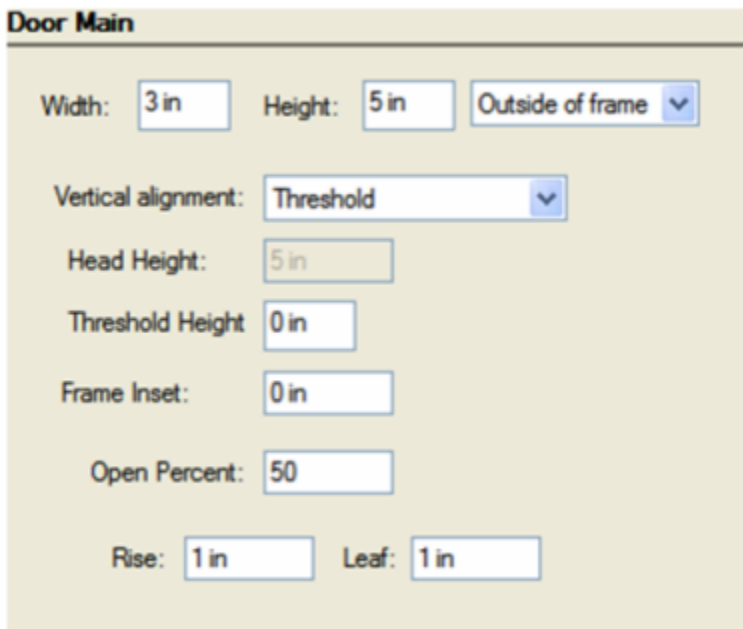 Door Main
Width: 3 in Height: 5 in Outside of frame
Vertical alignment: Threshold
Head Height: 5 in
Threshold Height 0 in
Frame Inset: 0 in
Open Percent: 50
Rise: 1 in Leaf: 1 in